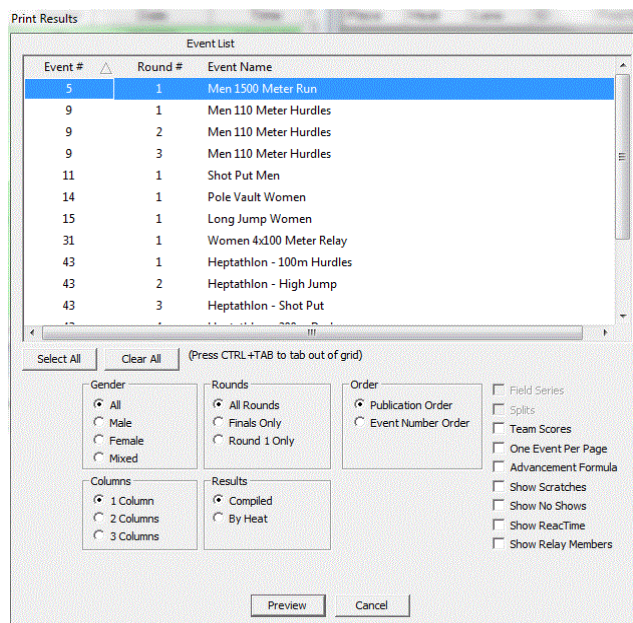 Print Results
Event List
Event # Round # Event Name
5 1 Men 1500 Meter Run
9 1 Men 110 Meter Hurdles
9 2 Men 110 Meter Hurdles
9 3 Men 110 Meter Hurdles
11 1 Shot Put Men
14 1 Pole Vault Women
15 1 Long Jump Women
31 1 Women 4x100 Meter Relay
43 1 Heptathlon - 100m Hurdles
43 2 Heptathlon - High Jump
43 3 Heptathlon - Shot Put
Select All Clear All (Press CTRL+TAB to tab out of grid)
Gender
All
Male
Female
Mixed
Rounds
All Rounds
Finals Only
Round 1 Only
Order
Publication Order
Event Number Order
Field Series
Splits
Team Scores
One Event Per Page
Advancement Formula
Show Scratches
Show No Shows
Show ReacTime
Show Relay Members
Columns
1 Column
2 Columns
3 Columns
Results
Compiled
By Heat
Preview Cancel